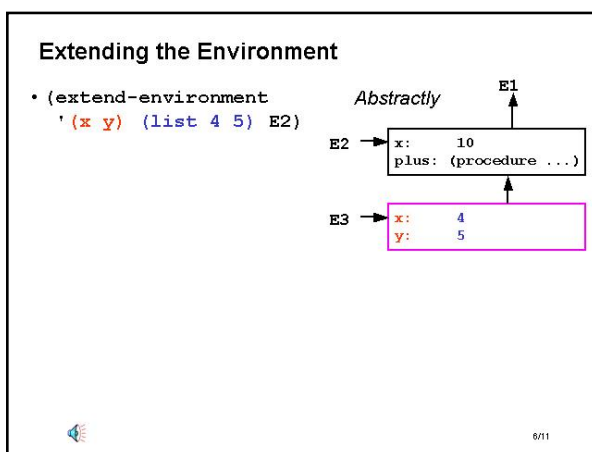 Extending the Environment
• (extend-environment
'(x y) (list 4 5) E2)
Abstractly
E1
E2
x: 10
plus: (procedure ...)
E3
x: 4
y: 5
6/11